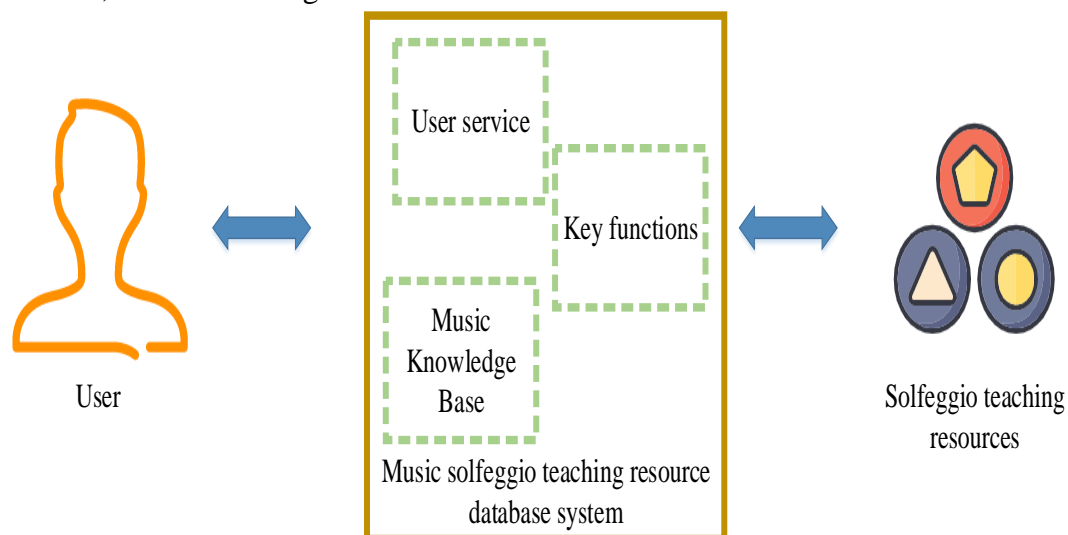 User service
Key functions
Music
Knowledge
Base
Music solfeggio teaching resource
database system
User
Solfeggio teaching
resources